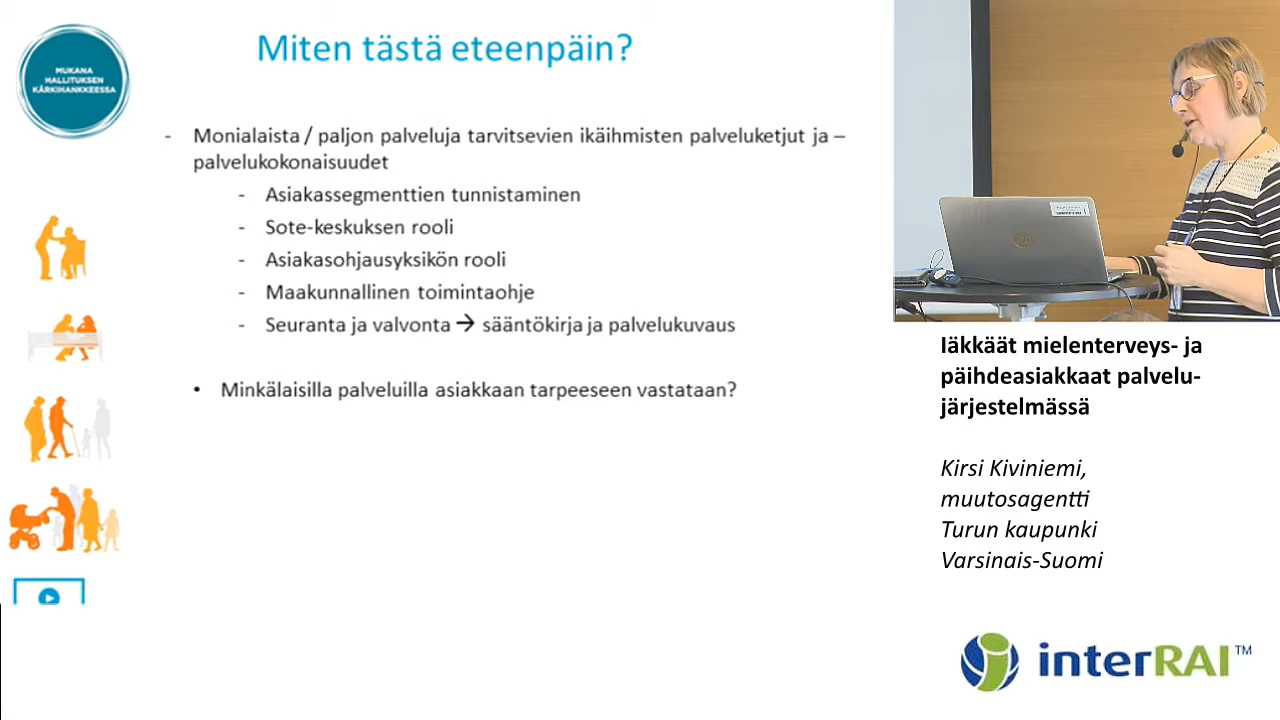 Miten tästä eteenpäin?
MUKANA
HALLITUKSEN
KÄRKIHANKKEESSA
- Monialaista / paljon palveluja tarvitsevien ikäihmisten palveluketjut ja –
palvelukokonaisuudet
- Asiakassegmenttien tunnistaminen
- Sote-keskuksen rooli
- Asiakasohjausyksikön rooli
- Maakunnallinen toimintaohje
- Seuranta ja valvonta → sääntökirja ja palvelukuvaus
• Minkälaisilla palveluilla asiakkaan tarpeeseen vastataan?
Iäkkäät mielenterveys- ja
päihdeasiakkaat palvelu-
järjestelmässä
Kirsi Kiviniemi,
muutosagentti
Turun kaupunki
Varsinais-Suomi
interRAI™